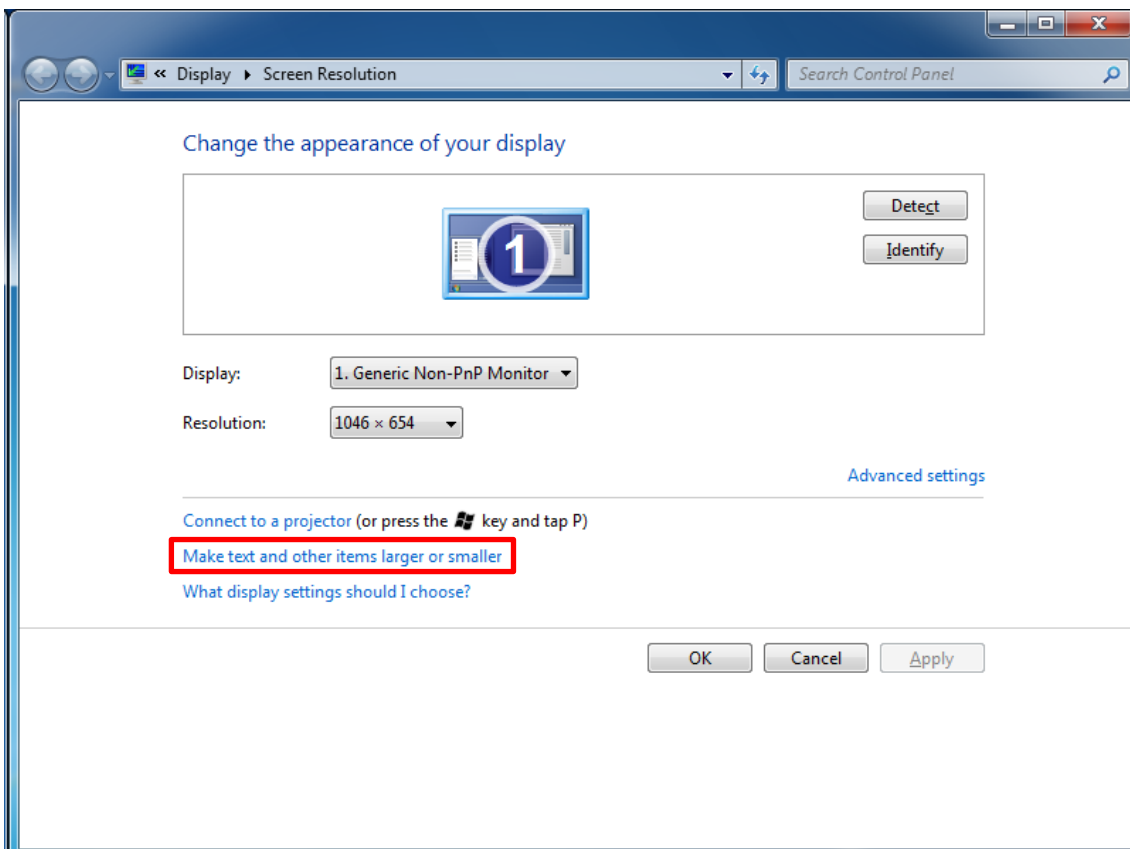 « Display ▸ Screen Resolution
Search Control Panel
Change the appearance of your display
1
Detect
Identify
Display: 1. Generic Non-PnP Monitor
Resolution: 1046 × 654
Advanced settings
Connect to a projector (or press the key and tap P)
Make text and other items larger or smaller
What display settings should I choose?
OK Cancel Apply